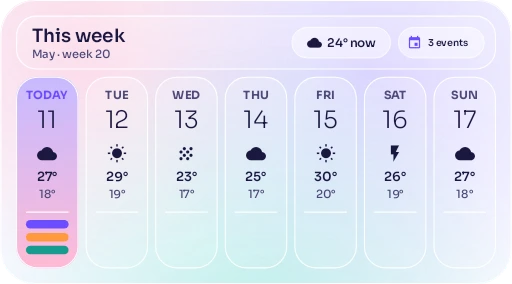 This week
May · week 20
24° now
3 events
TODAY
11
27°
18°
TUE
12
29°
19°
WED
13
23°
17°
THU
14
25°
17°
FRI
15
30°
20°
SAT
16
26°
19°
SUN
17
27°
18°